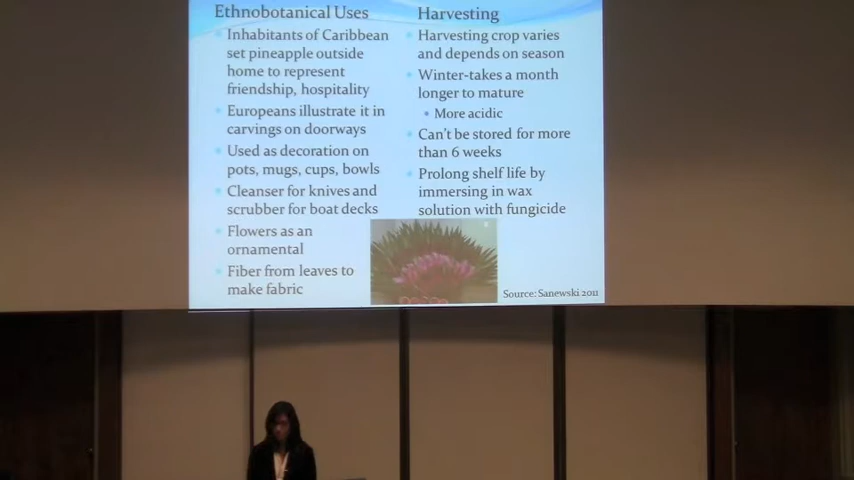 Ethnobotanical Uses
Inhabitants of Caribbean
set pineapple outside
home to represent
friendship, hospitality
Europeans illustrate it in
carvings on doorways
Used as decoration on
pots, mugs, cups, bowls
Cleanser for knives and
scrubber for boat decks
Flowers as an
ornamental
Fiber from leaves to
make fabric
Harvesting
Harvesting crop varies
and depends on season
Winter-takes a month
longer to mature
More acidic
Can't be stored for more
than 6 weeks
Prolong shelf life by
immersing in wax
solution with fungicide
Source: Sanewski 2011